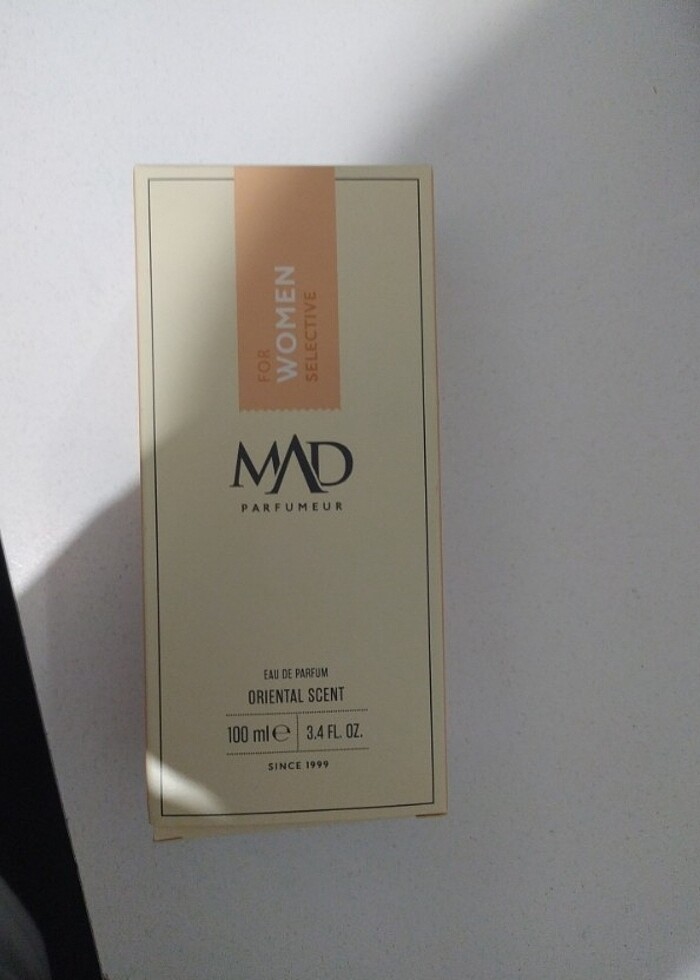 FOR
WOMEN
SELECTIVE
MAD
PARFUMEUR
EAU DE PARFUM
ORIENTAL SCENT
100 ml ℮ 3.4 FL. OZ.
SINCE 1999